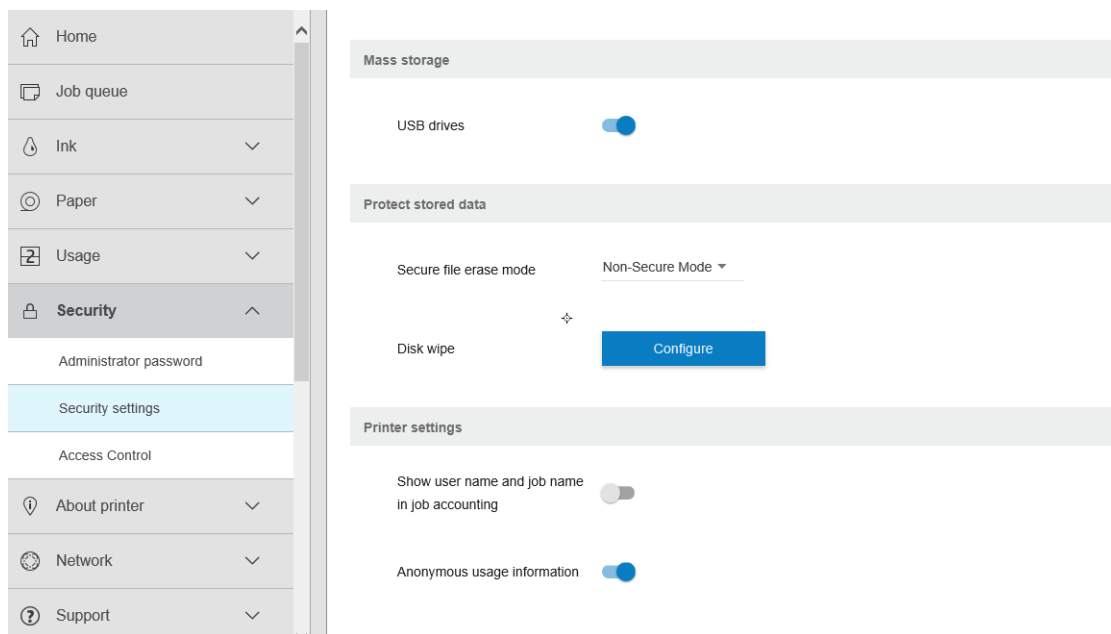 Home
Job queue
Ink
Paper
Usage
Security
Administrator password
Security settings
Access Control
About printer
Network
Support
Mass storage
USB drives
Protect stored data
Secure file erase mode
Non-Secure Mode
Disk wipe
Configure
Printer settings
Show user name and job name
in job accounting
Anonymous usage information